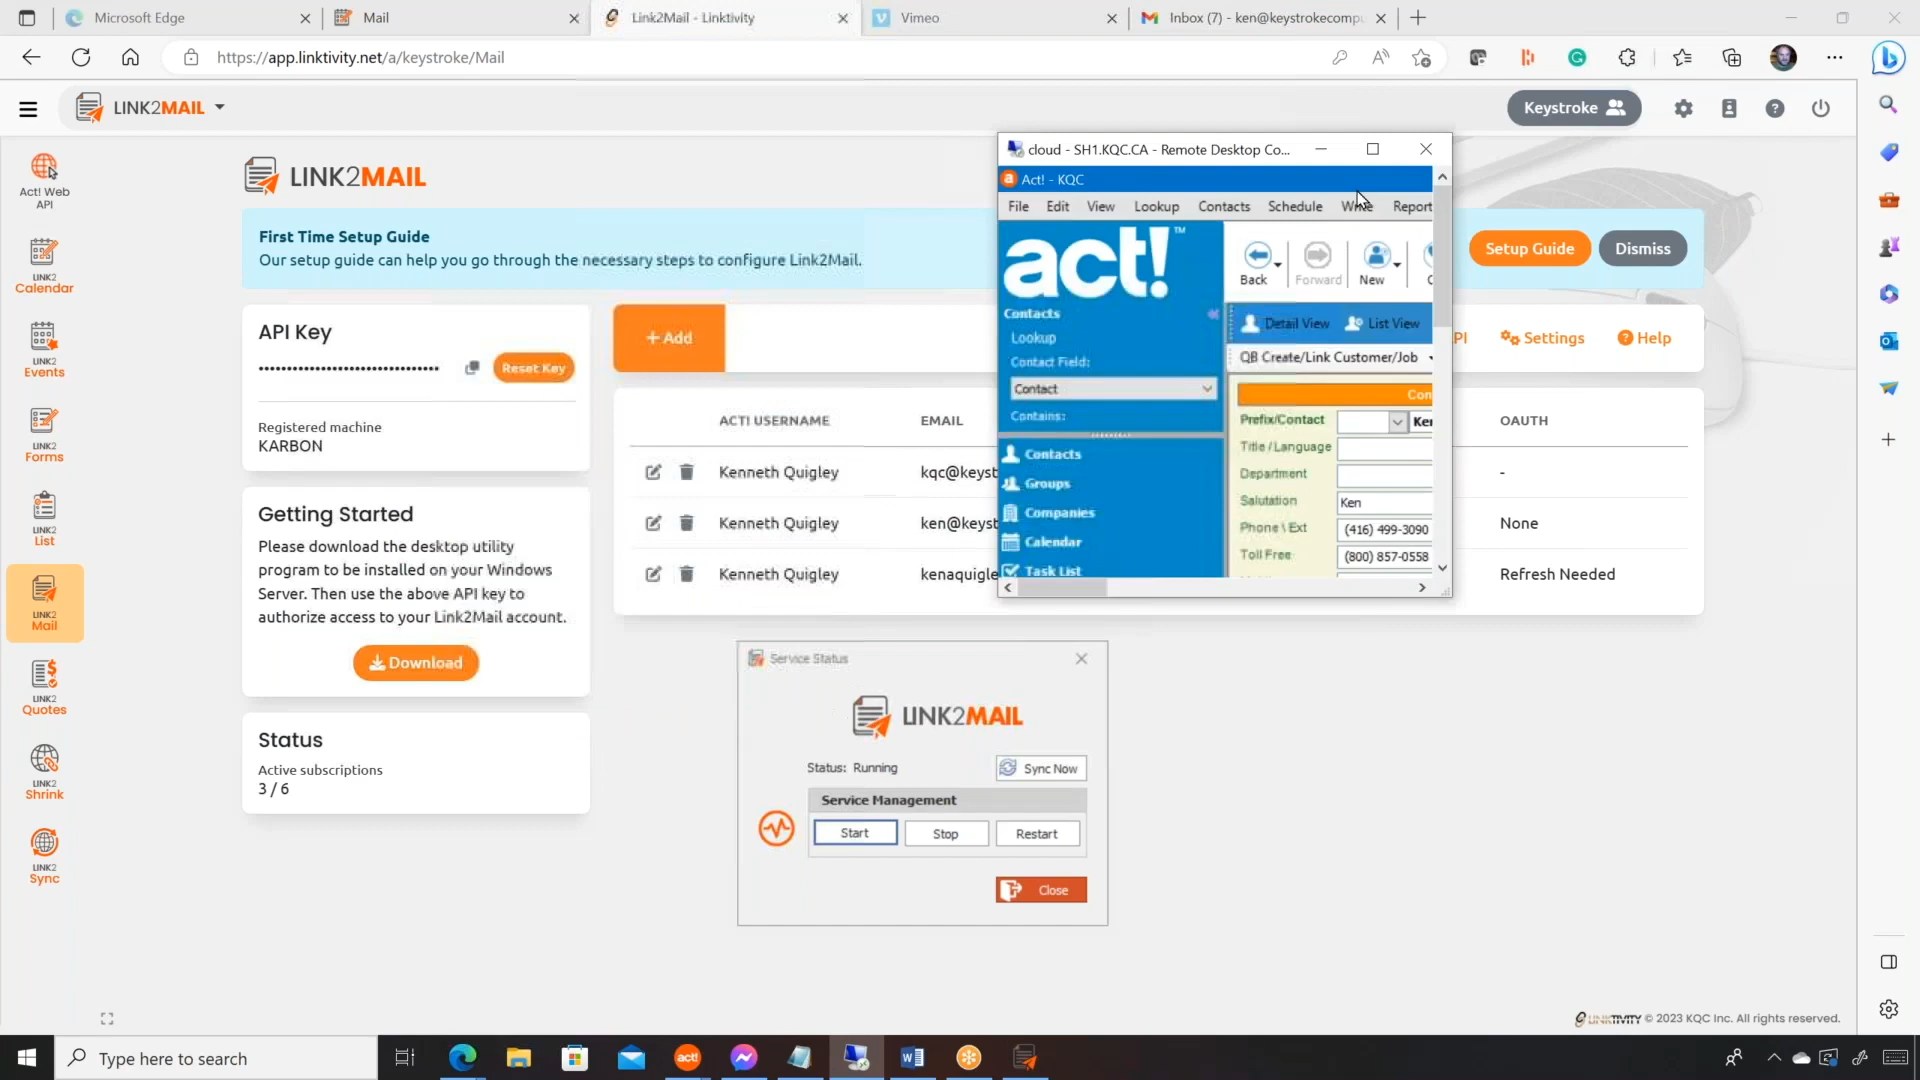 Microsoft Edge
Mail
Link2Mail - Linktivity
Vimeo
Inbox (7) - ken@keystrokecompu
https://app.linktivity.net/a/keystroke/Mail
LINK2MAIL
Keystroke
Act! Web
API
LINK2
Calendar
LINK2
Events
LINK2
Forms
LINK2
List
LINK2
Mail
LINK2
Quotes
LINK2
Shrink
LINK2
Sync
LINK2MAIL
First Time Setup Guide
Our setup guide can help you go through the necessary steps to configure Link2Mail.
Setup Guide
Dismiss
API Key
Reset Key
Registered machine
KARBON
Getting Started
Please download the desktop utility
program to be installed on your Windows
Server. Then use the above API key to
authorize access to your Link2Mail account.
Download
Status
Active subscriptions
3 / 6
+ Add
PI
Settings
Help
ACT! USERNAME
EMAIL
OAUTH
Kenneth Quigley
kqc@keyst
-
Kenneth Quigley
ken@keyst
None
Kenneth Quigley
kenaquigle
Refresh Needed
cloud - SH1.KQC.CA - Remote Desktop Co...
Act! - KQC
File Edit View Lookup Contacts Schedule Write Report
act!™
Back
Forward
New
Contacts
Lookup
Contact Field:
Contact
Contains:
Detail View
List View
QB Create/Link Customer/Job
Con
Prefix/Contact
Ken
Title /Language
Department
Salutation
Ken
Phone \ Ext
(416) 499-3090
Toll Free
(800) 857-0558
Contacts
Groups
Companies
Calendar
Task List
Service Status
LINK2MAIL
Status: Running
Sync Now
Service Management
Start
Stop
Restart
Close
LINKTIVITY © 2023 KQC Inc. All rights reserved.
Type here to search
act!